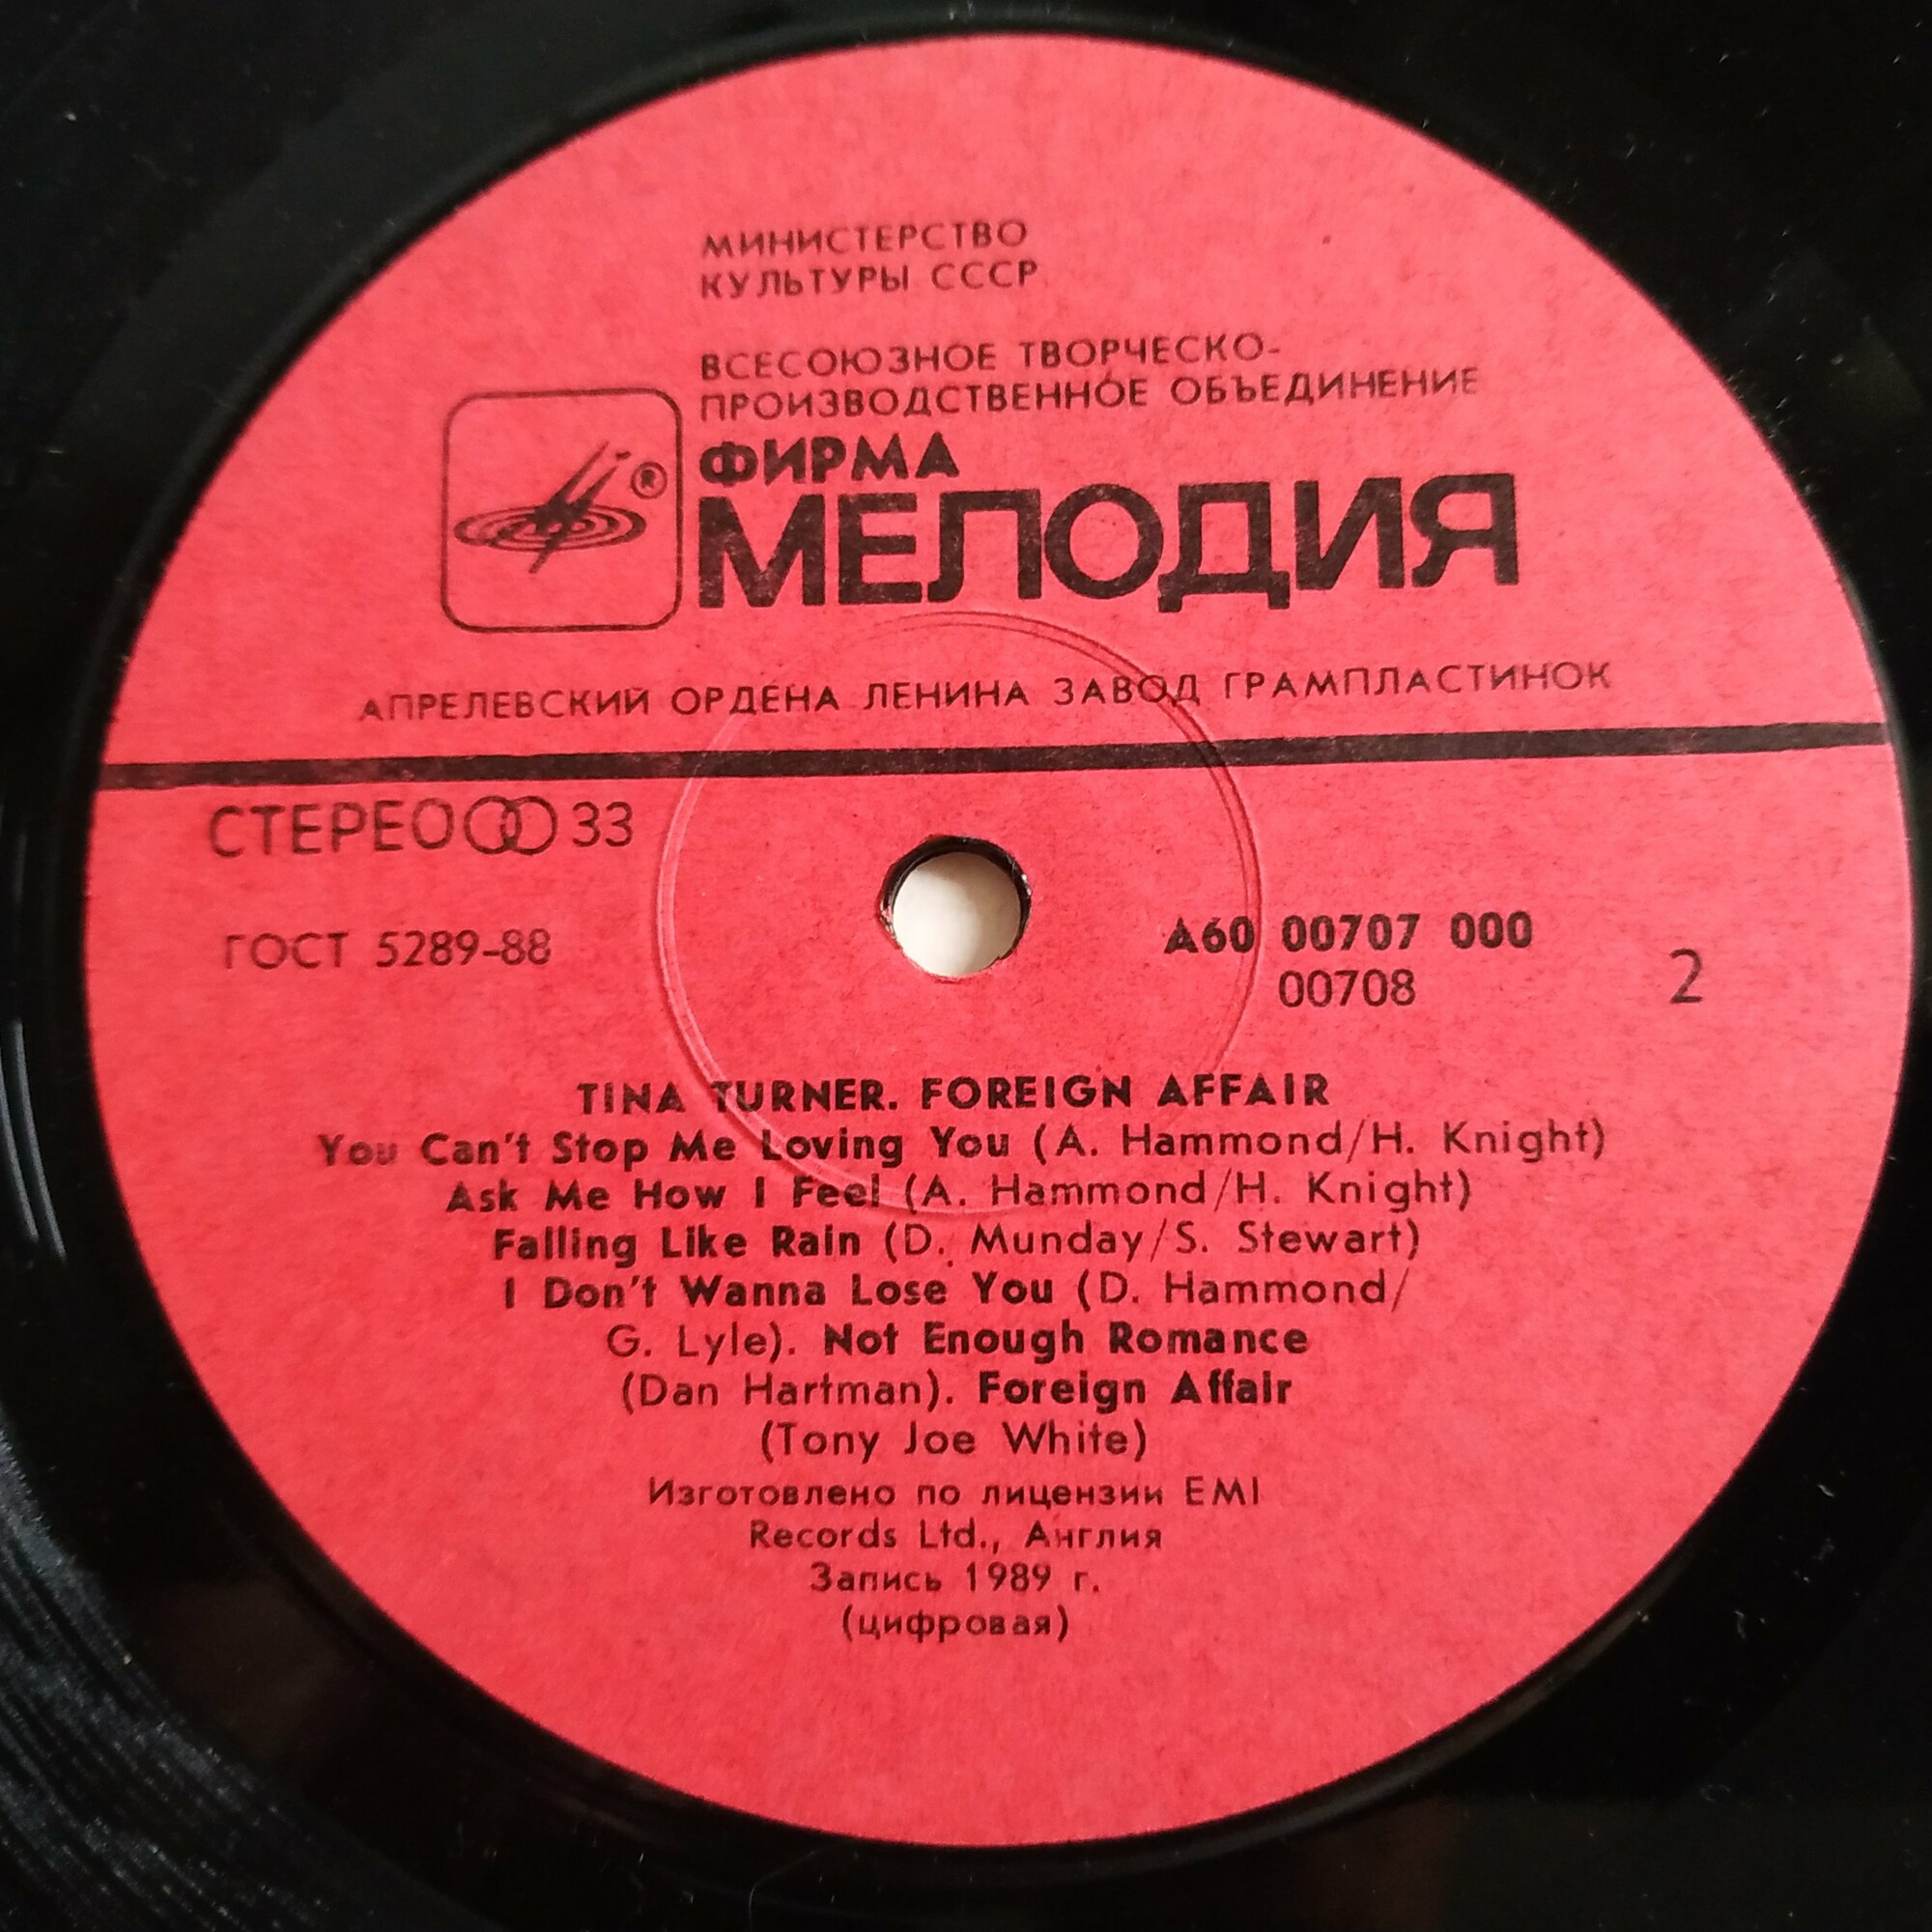 МИНИСТЕРСТВО
КУЛЬТУРЫ СССР
ВСЕСОЮЗНОЕ ТВОРЧЕСКО-
ПРОИЗВОДСТВЕННОЕ ОБЪЕДИНЕНИЕ
®
ФИРМА
МЕЛОДИЯ
АПРЕЛЕВСКИЙ ОРДЕНА ЛЕНИНА ЗАВОД ГРАМПЛАСТИНОК
СТЕРЕО 33
ГОСТ 5289-88
А60 00707 000
00708
2
TINA TURNER. FOREIGN AFFAIR
You Can't Stop Me Loving You (A. Hammond/H. Knight)
Ask Me How I Feel (A. Hammond/H. Knight)
Falling Like Rain (D. Munday/S. Stewart)
I Don't Wanna Lose You (D. Hammond/
G. Lyle). Not Enough Romance
(Dan Hartman). Foreign Affair
(Tony Joe White)
Изготовлено по лицензии EMI
Records Ltd., Англия
Запись 1989 г.
(цифровая)